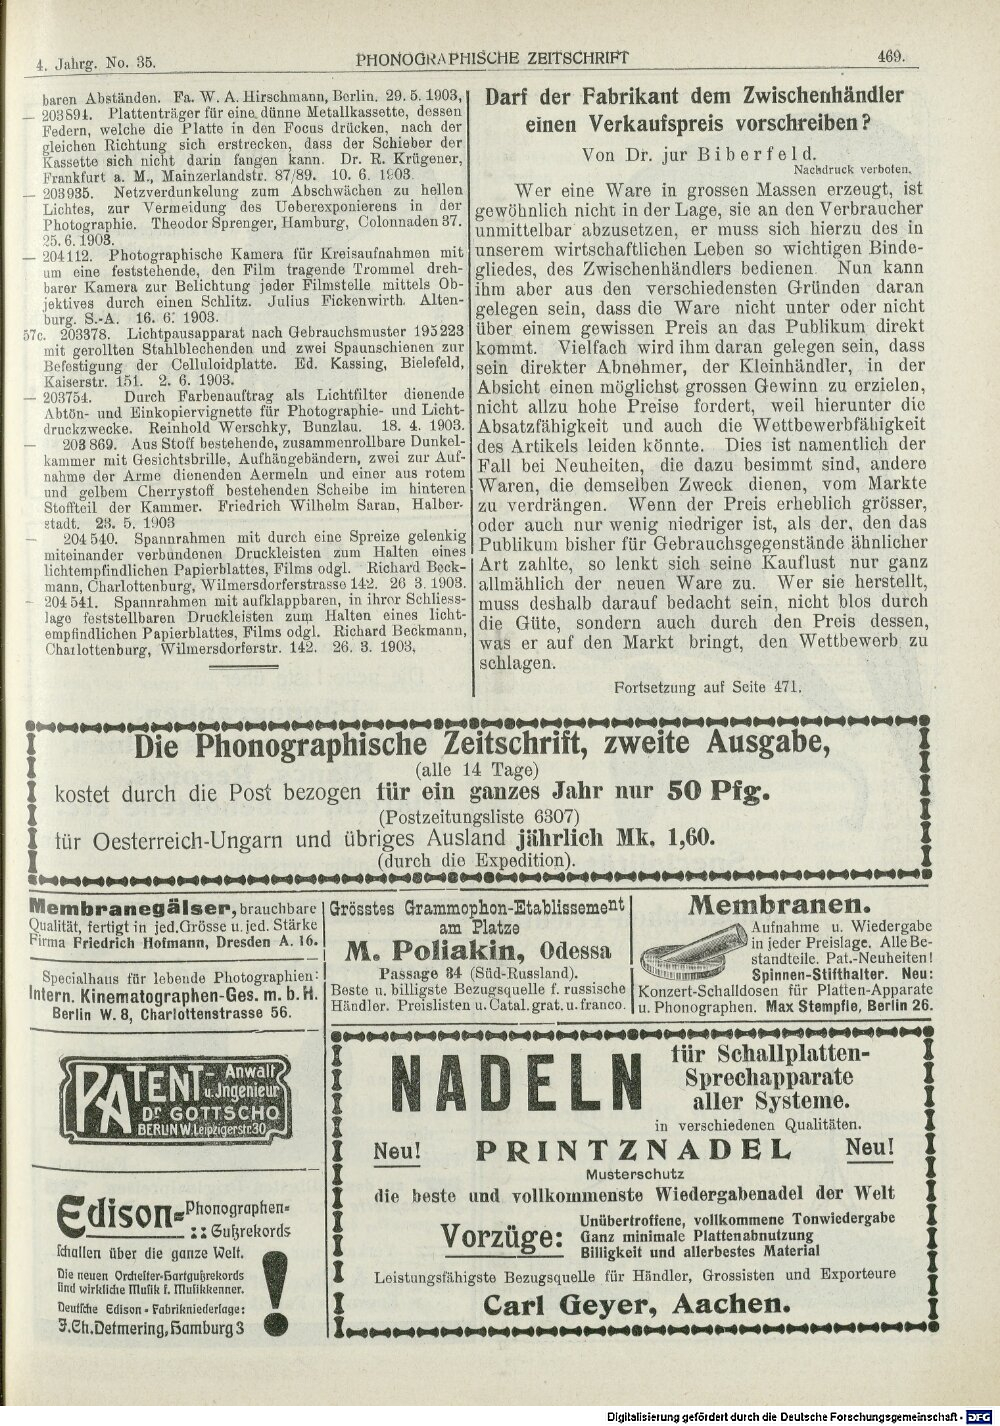 4. Jahrg. No. 35.
PHONOGRAPHISCHE ZEITSCHRIFT
469.
baren Abständen. Fa. W. A. Hirschmann, Berlin. 29. 5. 1903,
— 203 891. Plattenträger für eine dünne Metallkassette, dessen
Federn, welche die Platte in den Focus drücken, nach der
gleichen Richtung sich erstrecken, dass der Schieber der
Kassette sich nicht darin fangen kann. Dr. R. Krügener,
Frankfurt a. M., Mainzerlandstr. 87/89. 10. 6. 1903
— 203935. Netzverdunkelung zum Abschwächen zu hellen
Lichtes, zur Vermeidung des Ueberexponierens in der
Photographie. Theodor Sprenger, Hamburg, Colonnaden 37.
25. 6. 1903.
— 204112. Photographische Kamera für Kreisaufnahmen mit
um eine feststehende, den Film tragende Trommel dreh-
barer Kamera zur Belichtung jeder Filmstelle mittels Ob-
jektives durch einen Schlitz. Julius Fickenwirth. Alten-
burg. S.-A. 16. 6. 1903.
57c. 203378. Lichtpausapparat nach Gebrauchsmuster 195 223
mit gerollten Stahlblechenden und zwei Spaunschienen zur
Befestigung der Celluloidplatte. Ed. Kassing, Bielefeld,
Kaiserstr. 151. 2. 6. 1903.
— 203754. Durch Farbenauftrag als Lichtfilter dienende
Abtön- und Einkopiervignette für Photographie- und Licht-
druckzwecke. Reinhold Werschky, Bunzlau. 18. 4. 1903.
— 203 869. Aus Stoff bestehende, zusammenrollbare Dunkel-
kammer mit Gesichtsbrille, Aufhängebändern, zwei zur Auf-
nahme der Arme dienenden Aermeln und einer aus rotem
und gelbem Cherrystoff bestehenden Scheibe im hinteren
Stoffteil der Kammer. Friedrich Wilhelm Saran, Halber-
stadt. 23. 5. 1903
— 204 540. Spannrahmen mit durch eine Spreize gelenkig
miteinander verbundenen Druckleisten zum Halten eines
lichtempfindlichen Papierblattes, Films odgl. Richard Beck-
mann, Charlottenburg, Wilmersdorferstrasse 142. 26 3. 1903.
— 204 541. Spannrahmen mit aufklappbaren, in ihrer Schliess-
lage feststellbaren Druckleisten zum Halten eines licht-
empfindlichen Papierblattes, Films odgl. Richard Beckmann,
Charlottenburg, Wilmersdorferstr. 142. 26. 3. 1903,
Darf der Fabrikant dem Zwischenhändler
einen Verkaufspreis vorschreiben?
Von Dr. jur Biberfeld.
Nachdruck verboten.
Wer eine Ware in grossen Massen erzeugt, ist
gewöhnlich nicht in der Lage, sie an den Verbraucher
unmittelbar abzusetzen, er muss sich hierzu des in
unserem wirtschaftlichen Leben so wichtigen Binde-
gliedes, des Zwischenhändlers bedienen. Nun kann
ihm aber aus den verschiedensten Gründen daran
gelegen sein, dass die Ware nicht unter oder nicht
über einem gewissen Preis an das Publikum direkt
kommt. Vielfach wird ihm daran gelegen sein, dass
sein direkter Abnehmer, der Kleinhändler, in der
Absicht einen möglichst grossen Gewinn zu erzielen,
nicht allzu hohe Preise fordert, weil hierunter die
Absatzfähigkeit und auch die Wettbewerbfähigkeit
des Artikels leiden könnte. Dies ist namentlich der
Fall bei Neuheiten, die dazu besimmt sind, andere
Waren, die demselben Zweck dienen, vom Markte
zu verdrängen. Wenn der Preis erheblich grösser,
oder auch nur wenig niedriger ist, als der, den das
Publikum bisher für Gebrauchsgegenstände ähnlicher
Art zahlte, so lenkt sich seine Kauflust nur ganz
allmählich der neuen Ware zu. Wer sie herstellt,
muss deshalb darauf bedacht sein, nicht blos durch
die Güte, sondern auch durch den Preis dessen,
was er auf den Markt bringt, den Wettbewerb zu
schlagen.
Fortsetzung auf Seite 471.
Die Phonographische Zeitschrift, zweite Ausgabe,
(alle 14 Tage)
kostet durch die Post bezogen für ein ganzes Jahr nur 50 Pfg.
(Postzeitungsliste 6307)
für Oesterreich-Ungarn und übriges Ausland jährlich Mk. 1,60.
(durch die Expedition).
Membranegälser, brauchbare
Qualität, fertigt in jed. Grösse u. jed. Stärke
Firma Friedrich Hofmann, Dresden A. 16.
Specialhaus für lebende Photographien:
Intern. Kinematographen-Ges. m. b. H.
Berlin W. 8, Charlottenstrasse 56.
Grösstes Grammophon-Etablissement
am Platze
M. Poliakin, Odessa
Passage 34 (Süd-Russland).
Beste u. billigste Bezugsquelle f. russische
Händler. Preislisten u. Catal. grat. u. franco.
Membranen.
Aufnahme u. Wiedergabe
in jeder Preislage. Alle Be-
standteile. Pat.-Neuheiten!
Spinnen-Stifthalter. Neu:
Konzert-Schalldosen für Platten-Apparate
u. Phonographen. Max Stempfle, Berlin 26.
PATENT-Anwalt
u. Ingenieur
Dr. GOTTSCHO
BERLIN W. Leipzigerstr. 30
Edison-Phonographen-
:: Gußrekords
schallen über die ganze Welt.
Die neuen Orchester-Hartgußrekords
sind wirkliche Musik f. Musikkenner.
Deutsche Edison-Fabrikniederlage:
J. Ch. Detmering, Hamburg 3
!
NADELN
für Schallplatten-
Sprechapparate
aller Systeme.
in verschiedenen Qualitäten.
Neu! PRINTZNADEL Neu!
Musterschutz
die beste und vollkommenste Wiedergabenadel der Welt
Vorzüge:
Unübertroffene, vollkommene Tonwiedergabe
Ganz minimale Plattenabnutzung
Billigkeit und allerbestes Material
Leistungsfähigste Bezugsquelle für Händler, Grossisten und Exporteure
Carl Geyer, Aachen.
Digitalisierung gefördert durch die Deutsche Forschungsgemeinschaft - DFG